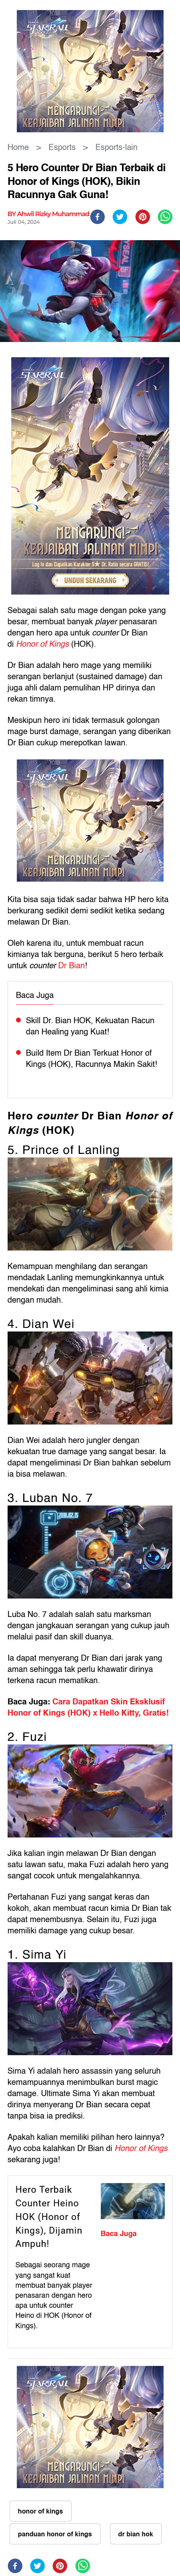 HONKAI
STAR RAIL
MENGARUNGI
KEAJAIBAN JALINAN MIMPI
Home > Esports > Esports-lain
5 Hero Counter Dr Bian Terbaik di
Honor of Kings (HOK), Bikin
Racunnya Gak Guna!
BY Ahwil Rizky Muhammad
Juli 04, 2024
STAR RAIL
MENGARUNGI
KEAJAIBAN JALINAN MIMPI
Log in dan Dapatkan Karakter 5★ Dr. Ratio secara GRATIS!
UNDUH SEKARANG
Sebagai salah satu mage dengan poke yang
besar, membuat banyak player penasaran
dengan hero apa untuk counter Dr Bian
di Honor of Kings (HOK).
Dr Bian adalah hero mage yang memiliki
serangan berlanjut (sustained damage) dan
juga ahli dalam pemulihan HP dirinya dan
rekan timnya.
Meskipun hero ini tidak termasuk golongan
mage burst damage, serangan yang diberikan
Dr Bian cukup merepotkan lawan.
STAR RAIL
MENGARUNGI
KEAJAIBAN JALINAN MIMPI
Kita bisa saja tidak sadar bahwa HP hero kita
berkurang sedikit demi sedikit ketika sedang
melawan Dr Bian.
Oleh karena itu, untuk membuat racun
kimianya tak berguna, berikut 5 hero terbaik
untuk counter Dr Bian!
Baca Juga
Skill Dr. Bian HOK, Kekuatan Racun
dan Healing yang Kuat!
Build Item Dr Bian Terkuat Honor of
Kings (HOK), Racunnya Makin Sakit!
Hero counter Dr Bian Honor of
Kings (HOK)
5. Prince of Lanling
Kemampuan menghilang dan serangan
mendadak Lanling memungkinkannya untuk
mendekati dan mengeliminasi sang ahli kimia
dengan mudah.
4. Dian Wei
Dian Wei adalah hero jungler dengan
kekuatan true damage yang sangat besar. Ia
dapat mengeliminasi Dr Bian bahkan sebelum
ia bisa melawan.
3. Luban No. 7
Luba No. 7 adalah salah satu marksman
dengan jangkauan serangan yang cukup jauh
melalui pasif dan skill duanya.
Ia dapat menyerang Dr Bian dari jarak yang
aman sehingga tak perlu khawatir dirinya
terkena racun mematikan.
Baca Juga: Cara Dapatkan Skin Eksklusif
Honor of Kings (HOK) x Hello Kitty, Gratis!
2. Fuzi
Jika kalian ingin melawan Dr Bian dengan
satu lawan satu, maka Fuzi adalah hero yang
sangat cocok untuk mengalahkannya.
Pertahanan Fuzi yang sangat keras dan
kokoh, akan membuat racun kimia Dr Bian tak
dapat menembusnya. Selain itu, Fuzi juga
memiliki damage yang cukup besar.
1. Sima Yi
Sima Yi adalah hero assassin yang seluruh
kemampuannya menimbulkan burst magic
damage. Ultimate Sima Yi akan membuat
dirinya menyerang Dr Bian secara cepat
tanpa bisa ia prediksi.
Apakah kalian memiliki pilihan hero lainnya?
Ayo coba kalahkan Dr Bian di Honor of Kings
sekarang juga!
Hero Terbaik
Counter Heino
HOK (Honor of
Kings), Dijamin
Ampuh!
Sebagai seorang mage
yang sangat kuat
membuat banyak player
penasaran dengan hero
apa untuk counter
Heino di HOK (Honor of
Kings).
Baca Juga
STAR RAIL
MENGARUNGI
KEAJAIBAN JALINAN MIMPI
honor of kings
panduan honor of kings
dr bian hok